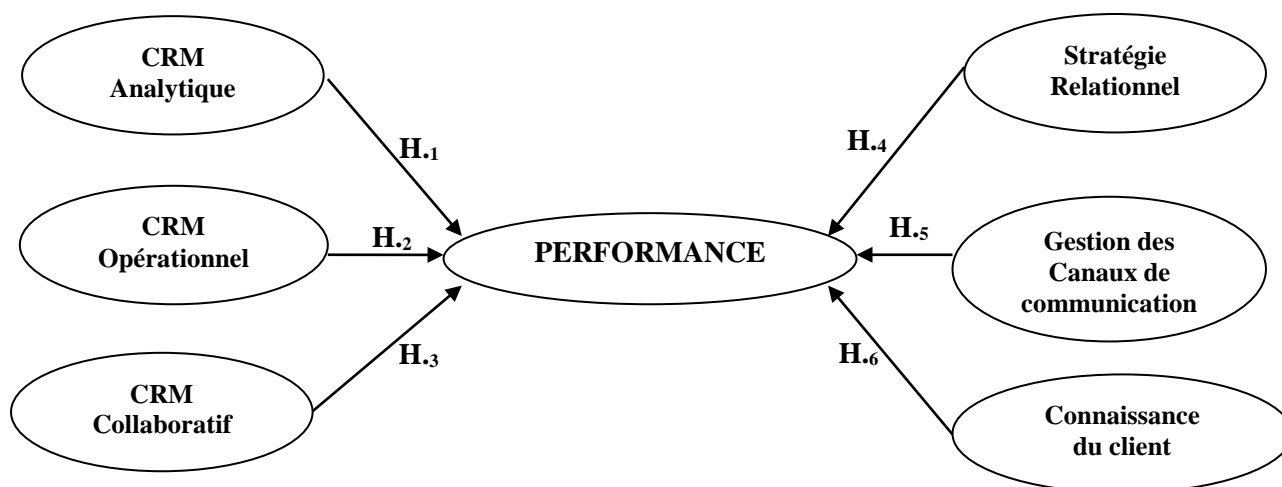 CRM
Analytique
Stratégie
Relationnel
H.1
H.4
CRM
Opérationnel
H.2
PERFORMANCE
H.5
Gestion des
Canaux de
communication
H.3
H.6
CRM
Collaboratif
Connaissance
du client